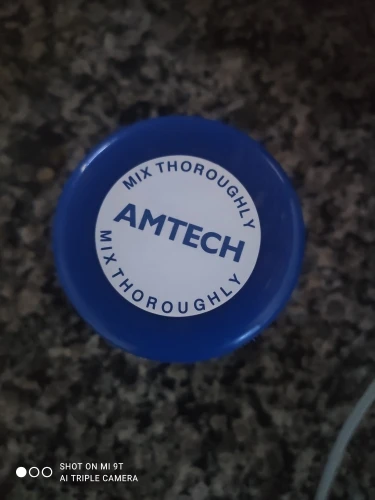 MIX THOROUGHLY
AMTECH
MIX THOROUGHLY
SHOT ON MI 9T
AI TRIPLE CAMERA